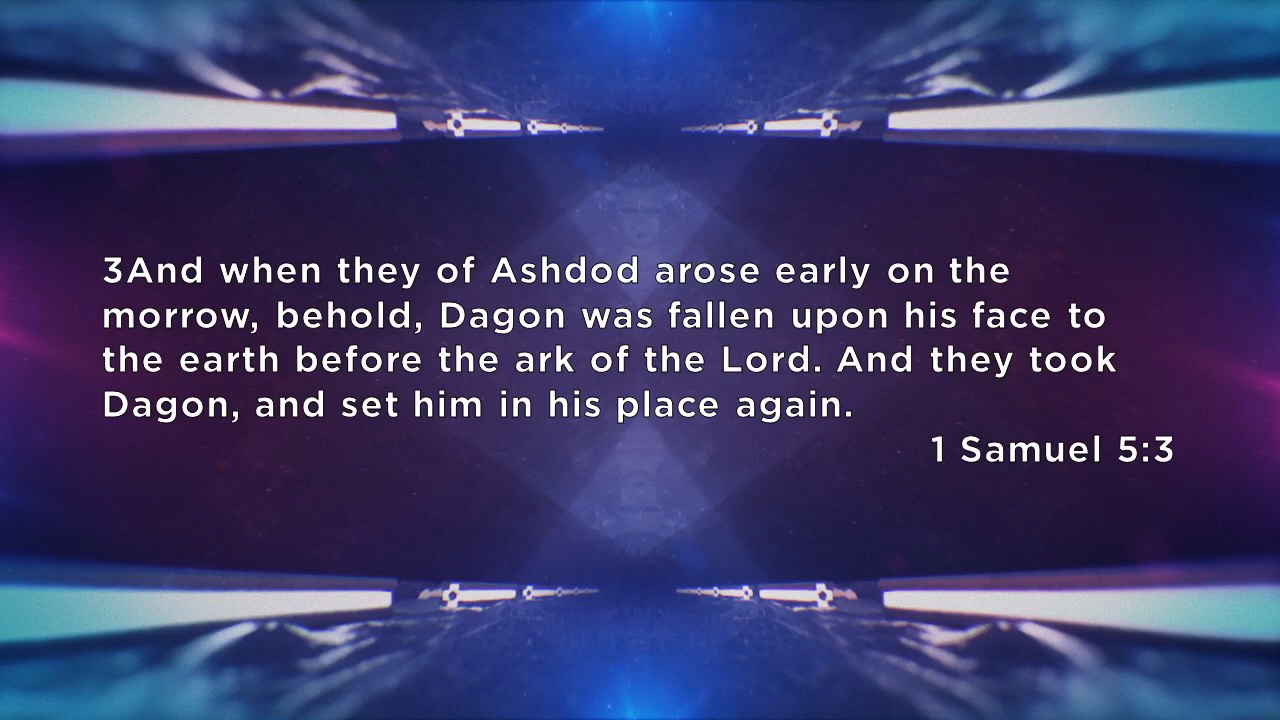 3And when they of Ashdod arose early on the
morrow, behold, Dagon was fallen upon his face to
the earth before the ark of the Lord. And they took
Dagon, and set him in his place again.
1 Samuel 5:3